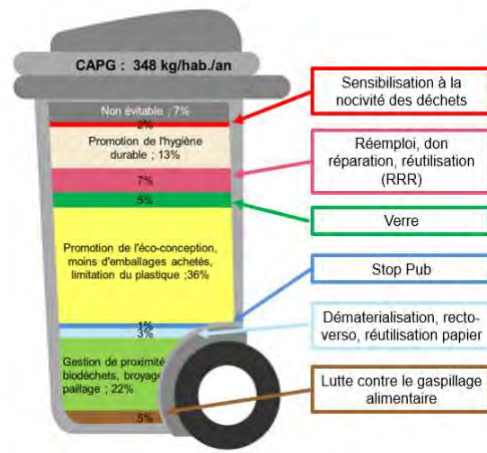 CAPG : 348 kg/hab./an
Non évitable ; 7%
2%
Promotion de l'hygiène
durable ; 13%
7%
5%
Promotion de l'éco-conception,
moins d'emballages achetés,
limitation du plastique ;36%
1%
3%
Gestion de proximité
biodéchets, broyage
paillage ; 22%
5%
Sensibilisation à la
nocivité des déchets
Réemploi, don
réparation, réutilisation
(RRR)
Verre
Stop Pub
Dématerialisation, recto-
verso, réutilisation papier
Lutte contre le gaspillage
alimentaire